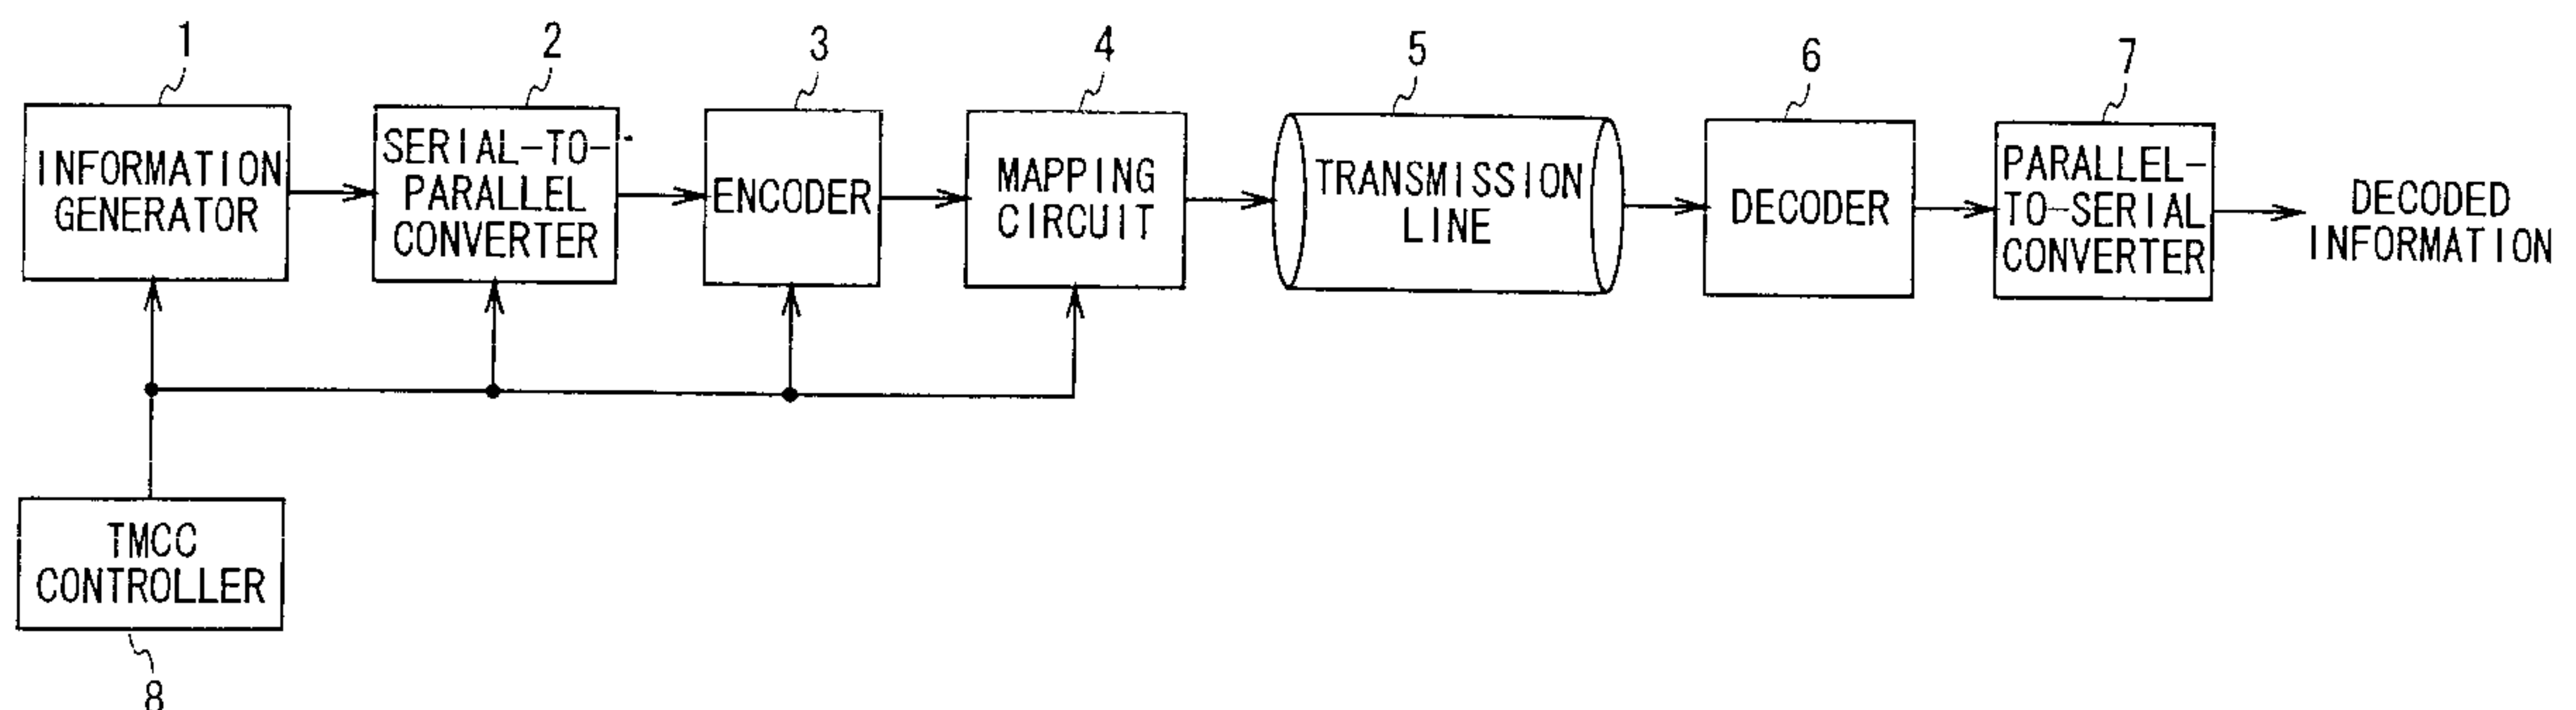 1
2
3
4
5
6
7
INFORMATION
GENERATOR
SERIAL-TO-
PARALLEL
CONVERTER
ENCODER
MAPPING
CIRCUIT
TRANSMISSION
LINE
DECODER
PARALLEL-
TO-SERIAL
CONVERTER
DECODED
INFORMATION
TMCC
CONTROLLER
8